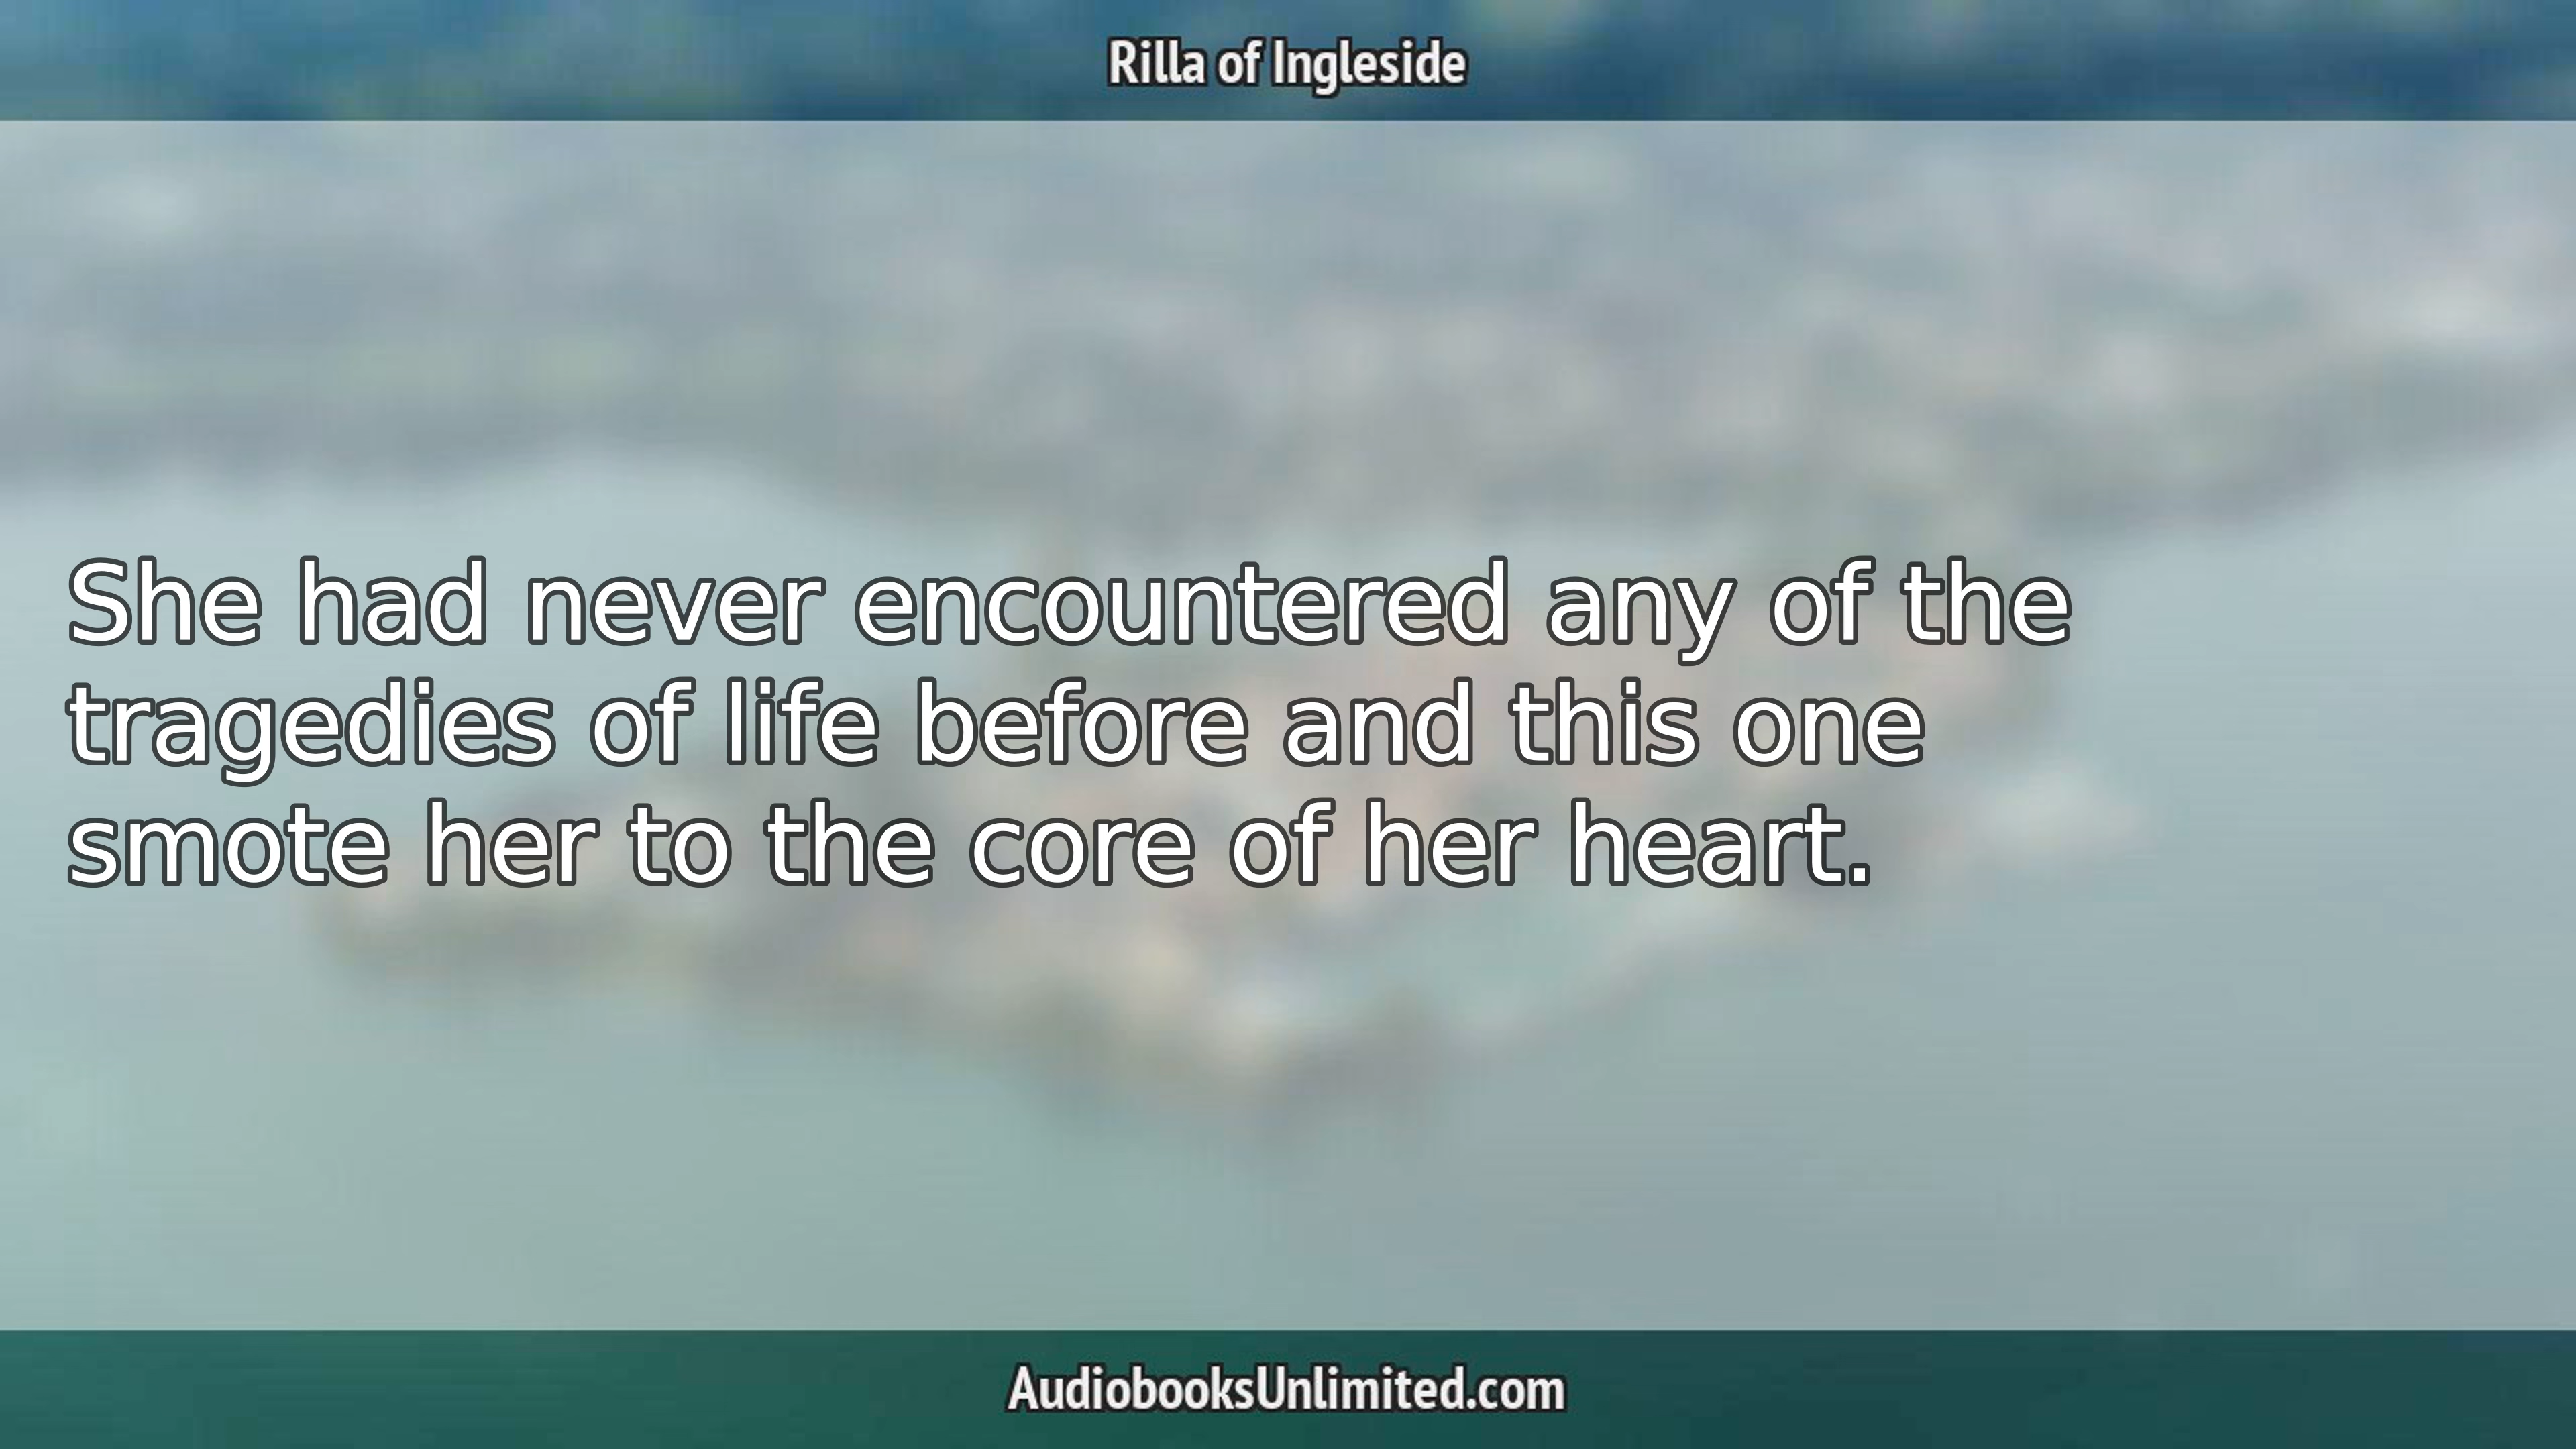 Rilla of Ingleside
She had never encountered any of the
tragedies of life before and this one
smote her to the core of her heart.
AudiobooksUnlimited.com